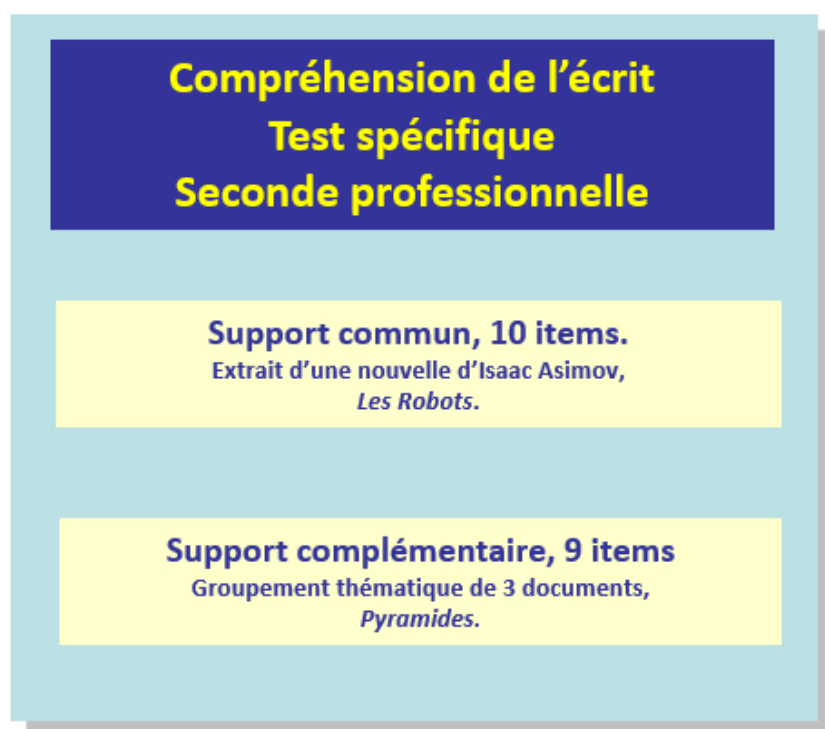 Compréhension de l’écrit
Test spécifique
Seconde professionnelle
Support commun, 10 items.
Extrait d’une nouvelle d’Isaac Asimov,
Les Robots.
Support complémentaire, 9 items
Groupement thématique de 3 documents,
Pyramides.